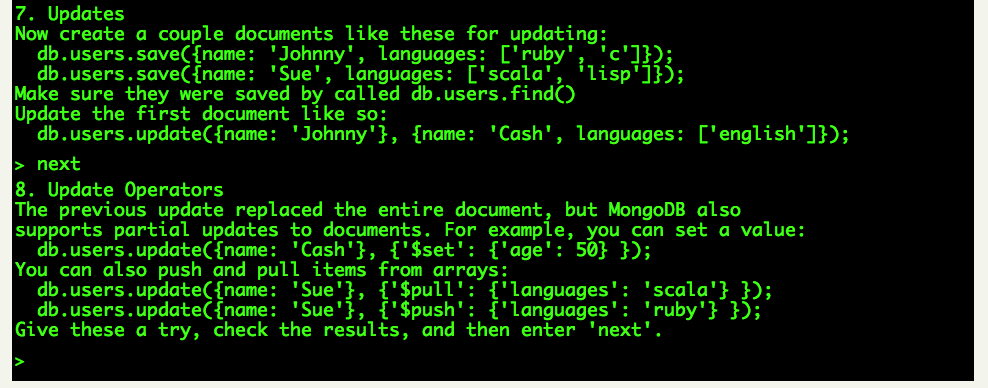 7. Updates
Now create a couple documents like these for updating:
  db.users.save({name: 'Johnny', languages: ['ruby', 'c']});
  db.users.save({name: 'Sue', languages: ['scala', 'lisp']});
Make sure they were saved by called db.users.find()
Update the first document like so:
  db.users.update({name: 'Johnny'}, {name: 'Cash', languages: ['english']});
> next
8. Update Operators
The previous update replaced the entire document, but MongoDB also
supports partial updates to documents. For example, you can set a value:
  db.users.update({name: 'Cash'}, {'$set': {'age': 50} });
You can also push and pull items from arrays:
  db.users.update({name: 'Sue'}, {'$pull': {'languages': 'scala'} });
  db.users.update({name: 'Sue'}, {'$push': {'languages': 'ruby'} });
Give these a try, check the results, and then enter 'next'.
>